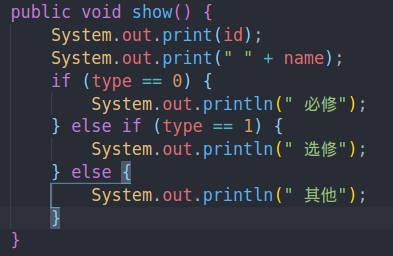 public void show() {
    System.out.print(id);
    System.out.print(" " + name);
    if (type == 0) {
        System.out.println(" 必修");
    } else if (type == 1) {
        System.out.println(" 选修");
    } else {
        System.out.println(" 其他");
    }
}